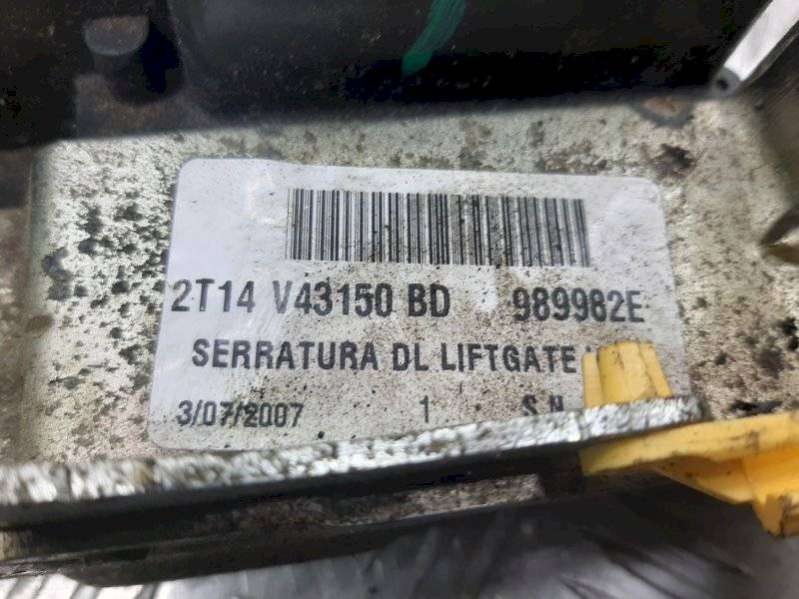 2T14 V43150 BD 989982E
SERRATURA DL LIFTGATE
3/07/2007 1 S.N